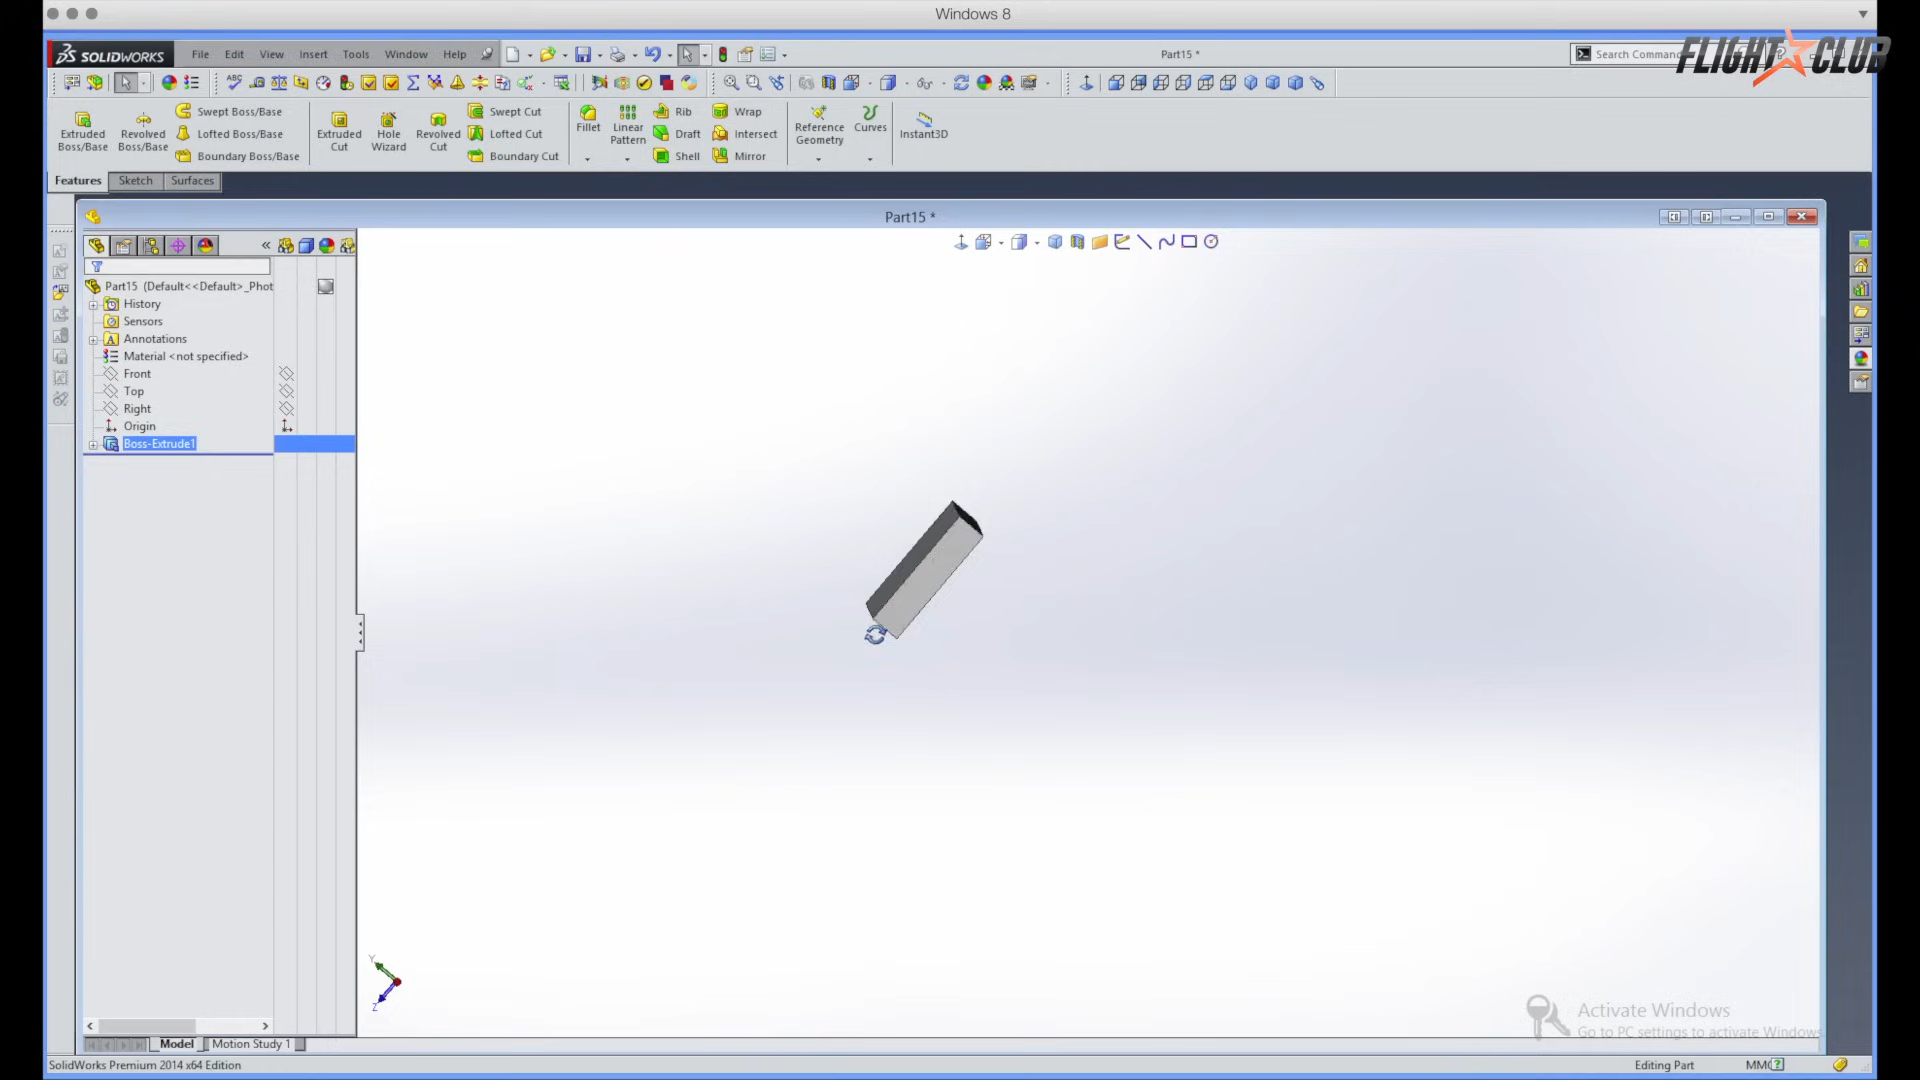 Windows 8
SOLIDWORKS File Edit View Insert Tools Window Help Part15 * Search Comman
FLIGHT CLUB
Extruded Boss/Base
Revolved Boss/Base
Swept Boss/Base
Lofted Boss/Base
Boundary Boss/Base
Extruded Cut
Hole Wizard
Revolved Cut
Swept Cut
Lofted Cut
Boundary Cut
Fillet
Linear Pattern
Rib
Draft
Shell
Wrap
Intersect
Mirror
Reference Geometry
Curves
Instant3D
Features Sketch Surfaces
Part15 *
Part15 (Default<<Default>_Phot
History
Sensors
Annotations
Material <not specified>
Front
Top
Right
Origin
Boss-Extrude1
Y
Z
Activate Windows
Go to PC settings to activate Windows
Model Motion Study 1
SolidWorks Premium 2014 x64 Edition Editing Part